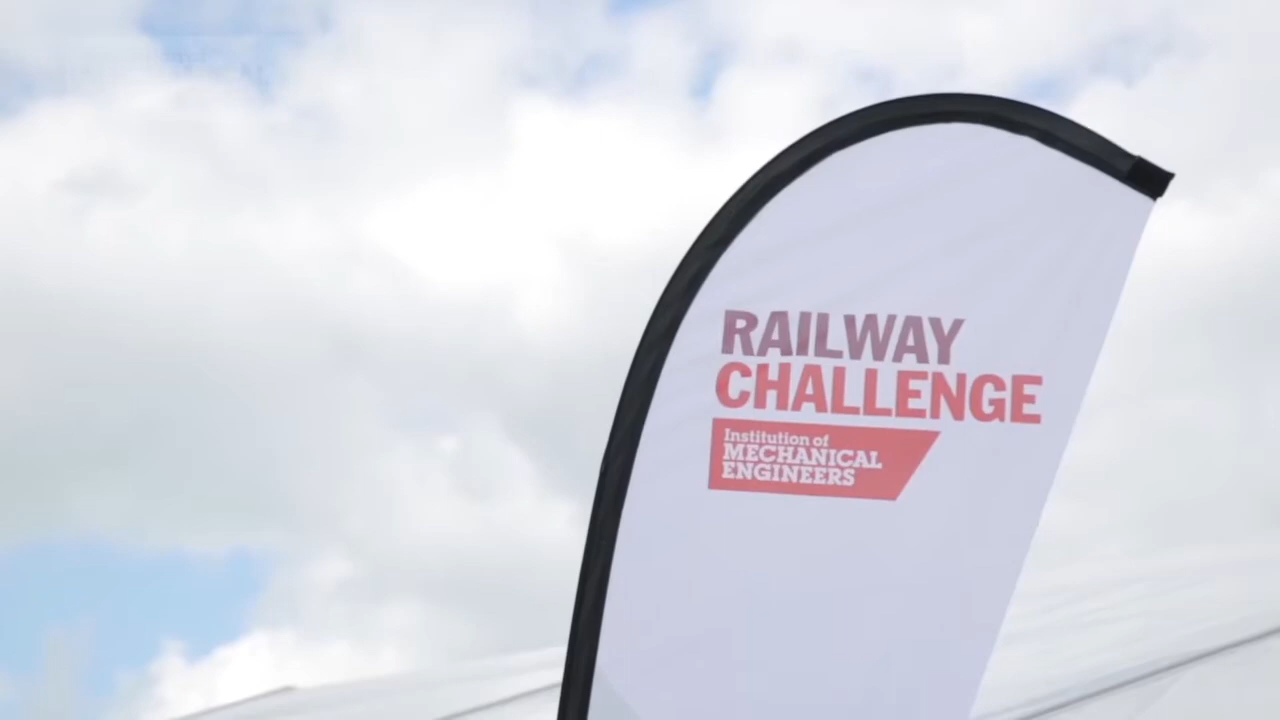 RAILWAY
CHALLENGE
Institution of
MECHANICAL
ENGINEERS